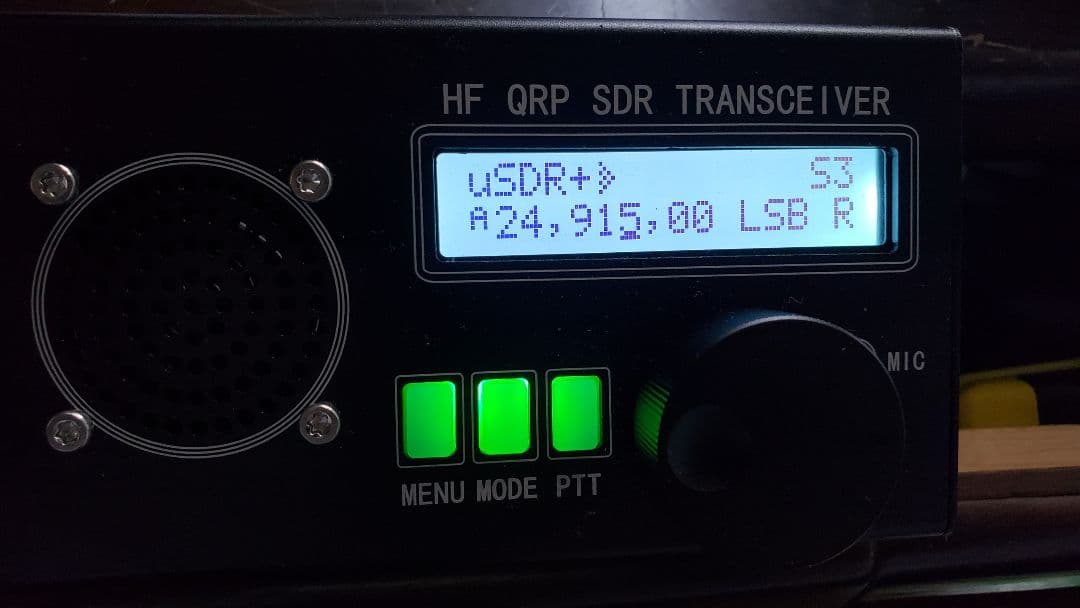 HF QRP SDR TRANSCEIVER
uSDR+ S3
A24,915,00 LSB R
MIC
MENU MODE PTT